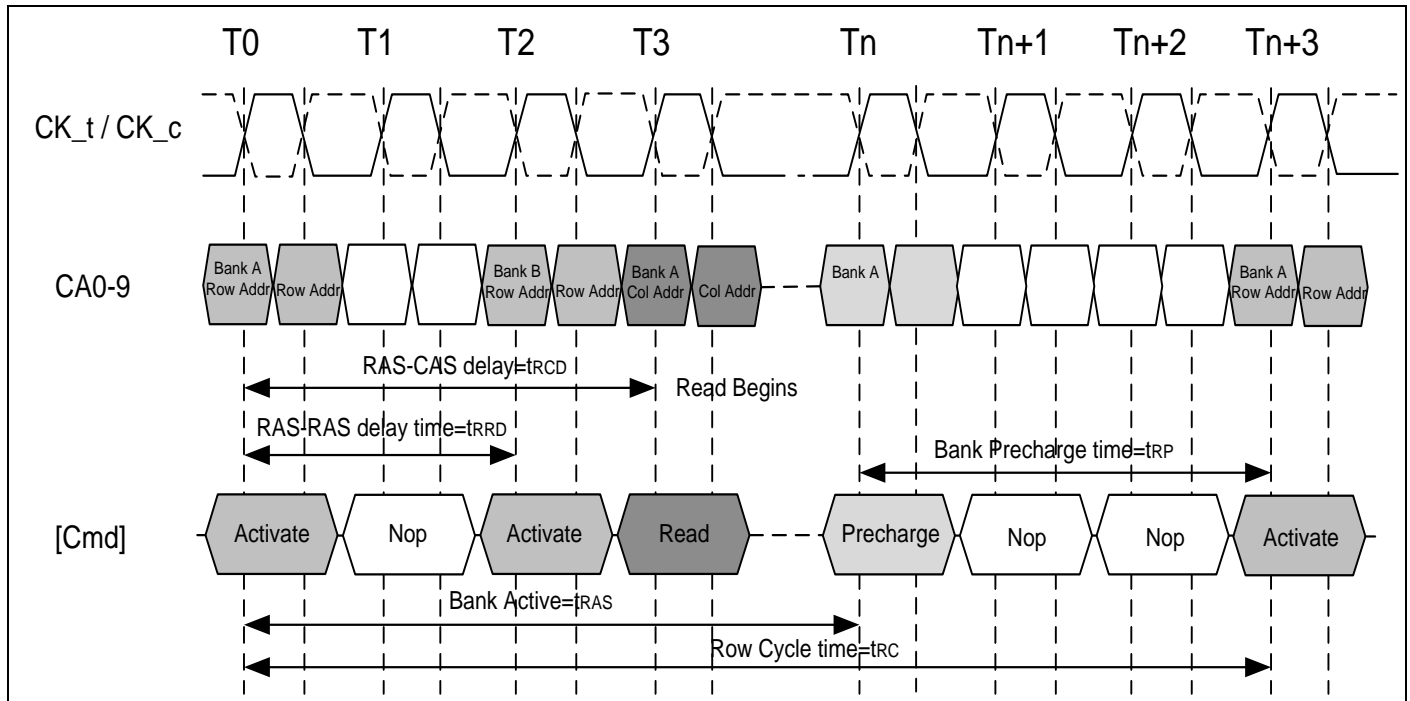 T0 T1 T2 T3 Tn Tn+1 Tn+2 Tn+3
CK_t / CK_c
CA0-9
Bank A
Row Addr
Row Addr
Bank B
Row Addr
Row Addr
Bank A
Col Addr
Col Addr
Bank A
Bank A
Row Addr
Row Addr
RAS-CAS delay=tRCD
Read Begins
RAS-RAS delay time=tRRD
Bank Precharge time=tRP
[Cmd]
Activate Nop Activate Read Precharge Nop Nop Activate
Bank Active=tRAS
Row Cycle time=tRC